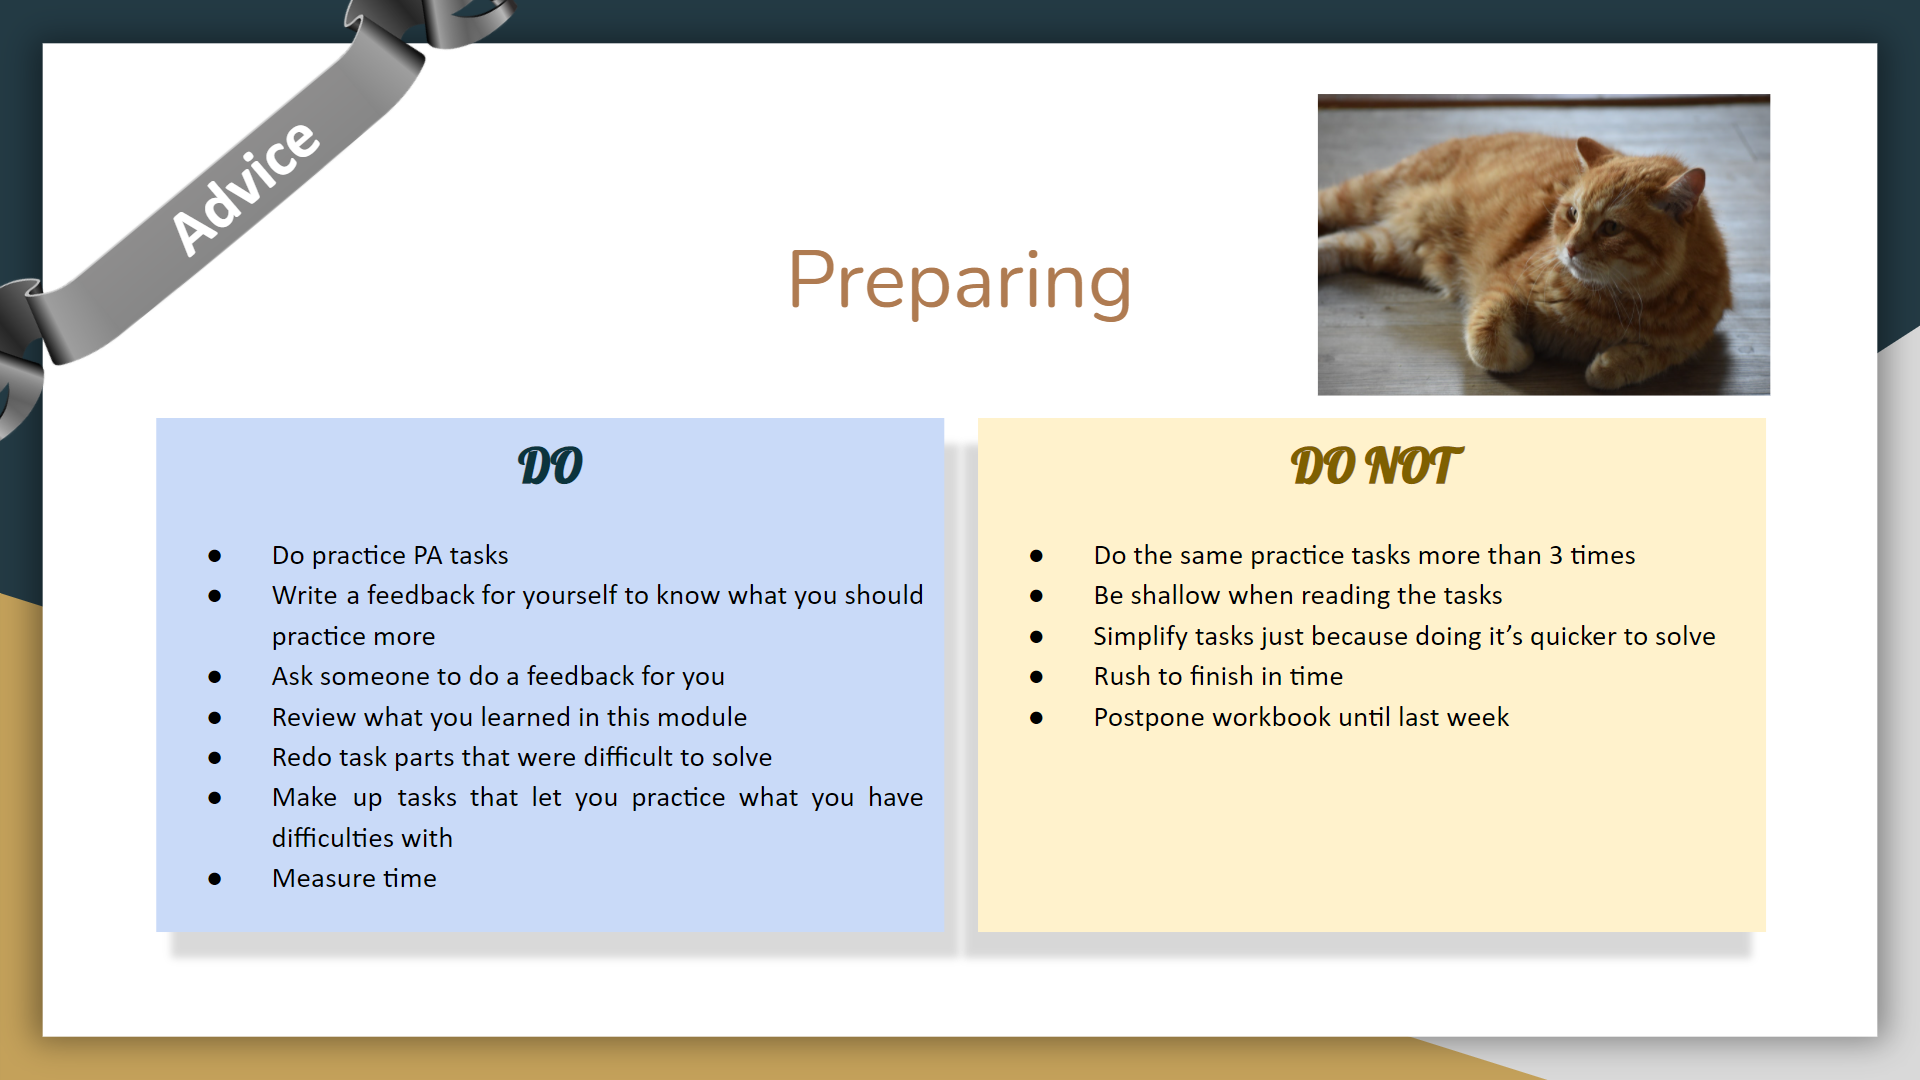 Advice
Preparing
DO
● Do practice PA tasks
● Write a feedback for yourself to know what you should
practice more
● Ask someone to do a feedback for you
● Review what you learned in this module
● Redo task parts that were difficult to solve
● Make up tasks that let you practice what you have
difficulties with
● Measure time
DO NOT
● Do the same practice tasks more than 3 times
● Be shallow when reading the tasks
● Simplify tasks just because doing it’s quicker to solve
● Rush to finish in time
● Postpone workbook until last week